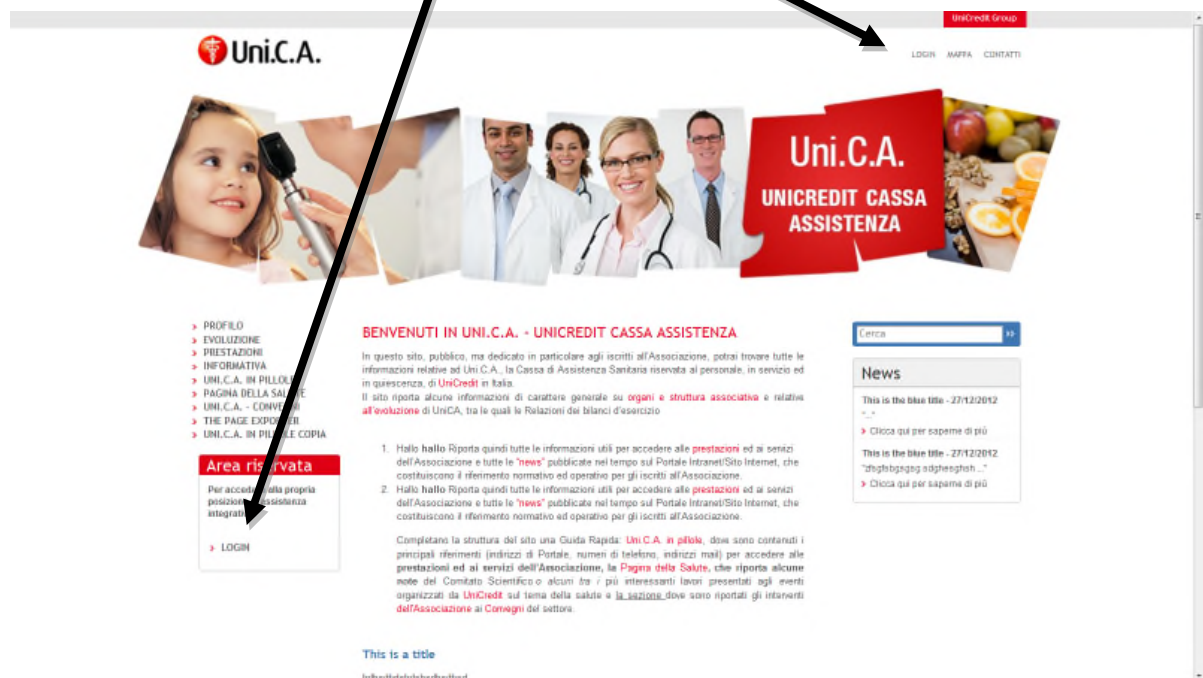 UniCredit Group
Uni.C.A.
LOGIN MAPPA CONTATTI
Uni.C.A.
UNICREDIT CASSA
ASSISTENZA
PROFILO
EVOLUZIONE
PRESTAZIONI
INFORMATIVA
UNI.C.A. IN
PAGINA DELLA
UNI.C.A. -
THE PAGE
UNI.C.A. IN COPIA
Area riservata
Per alla propria
posizione assistenza
LOGIN
BENVENUTI IN UNI.C.A. - UNICREDIT CASSA ASSISTENZA
In questo sito, pubblico, ma dedicato in particolare agli iscritti all'Associazione, potrai trovare tutte le
informazioni relative ad Uni.C.A., la Cassa di Assistenza Sanitaria riservata al personale, in servizio ed
in quiescenza, di UniCredit in Italia.
Il sito riporta alcune informazioni di carattere generale su organi e struttura associativa e relative
all'evoluzione di UniCA, tra le quali le Relazioni dei bilanci d'esercizio
1. Hallo hallo Riporta quindi tutte le informazioni utili per accedere alle prestazioni ed ai servizi
dell'Associazione e tutte le "news" pubblicate nel tempo sul Portale Intranet/Sito Internet, che
costituiscono il riferimento normativo ed operativo per gli iscritti all'Associazione.
2. Hallo hallo Riporta quindi tutte le informazioni utili per accedere alle prestazioni ed ai servizi
dell'Associazione e tutte le "news" pubblicate nel tempo sul Portale Intranet/Sito Internet, che
costituiscono il riferimento normativo ed operativo per gli iscritti all'Associazione.
Completano la struttura del sito una Guida Rapida: Uni.C.A. in pillole, dove sono contenuti i
principali riferimenti (indirizzi di Portale, numeri di telefono, indirizzi mail) per accedere alle
prestazioni ed ai servizi dell'Associazione, la Pagina della Salute, che riporta alcune
note del Comitato Scientifico o alcuni tra i più interessanti lavori presentati agli eventi
organizzati da UniCredit sul tema della salute e la sezione dove sono riportati gli interventi
dell'Associazione ai Convegni del settore.
This is a title
Cerca
News
This is the blue title - 27/12/2012
"..."
Clicca qui per saperne di più
This is the blue title - 27/12/2012
Clicca qui per saperne di più